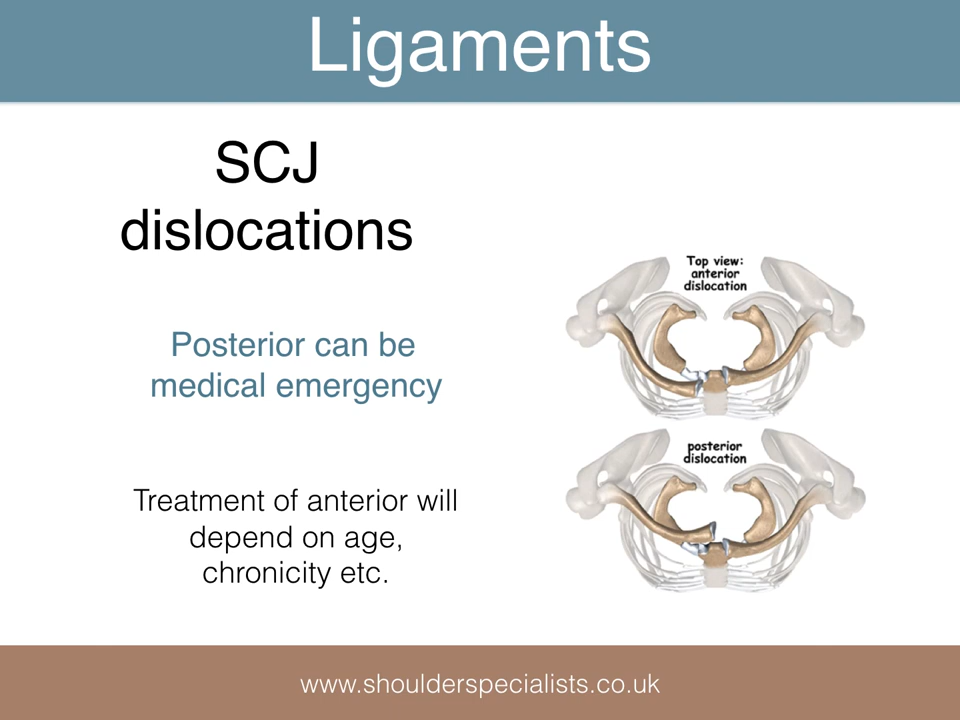 Ligaments
SCJ
dislocations
Posterior can be
medical emergency
Treatment of anterior will
depend on age,
chronicity etc.
Top view:
anterior
dislocation
posterior
dislocation
www.shoulderspecialists.co.uk